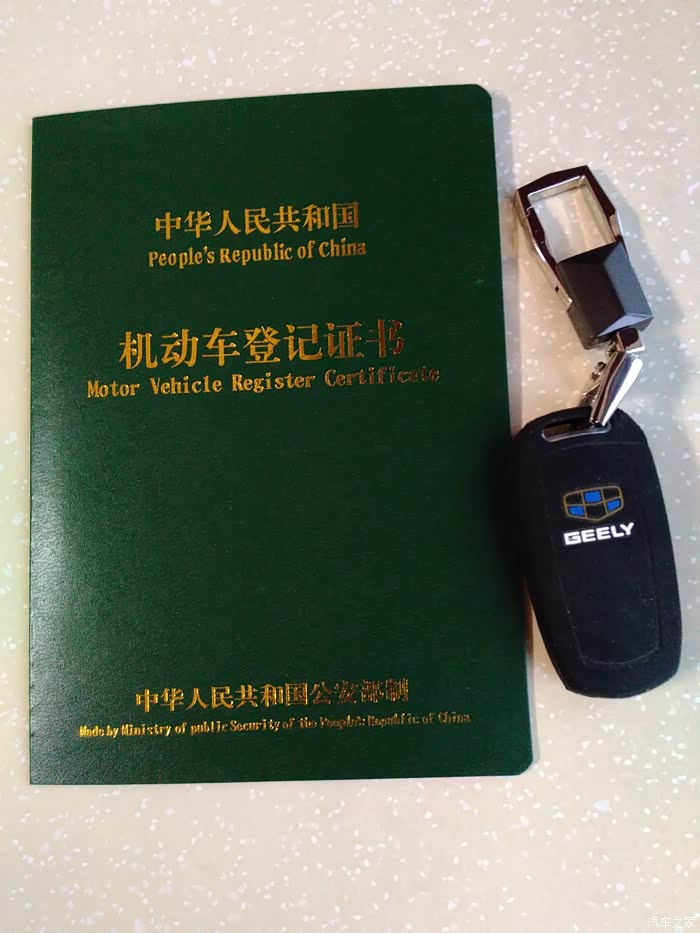 中华人民共和国
People's Republic of China
机动车登记证书
Motor Vehicle Register Certificate
GEELY
中华人民共和国公安部制
Made by Ministry of public Security of the People's Republic of China
汽车之家